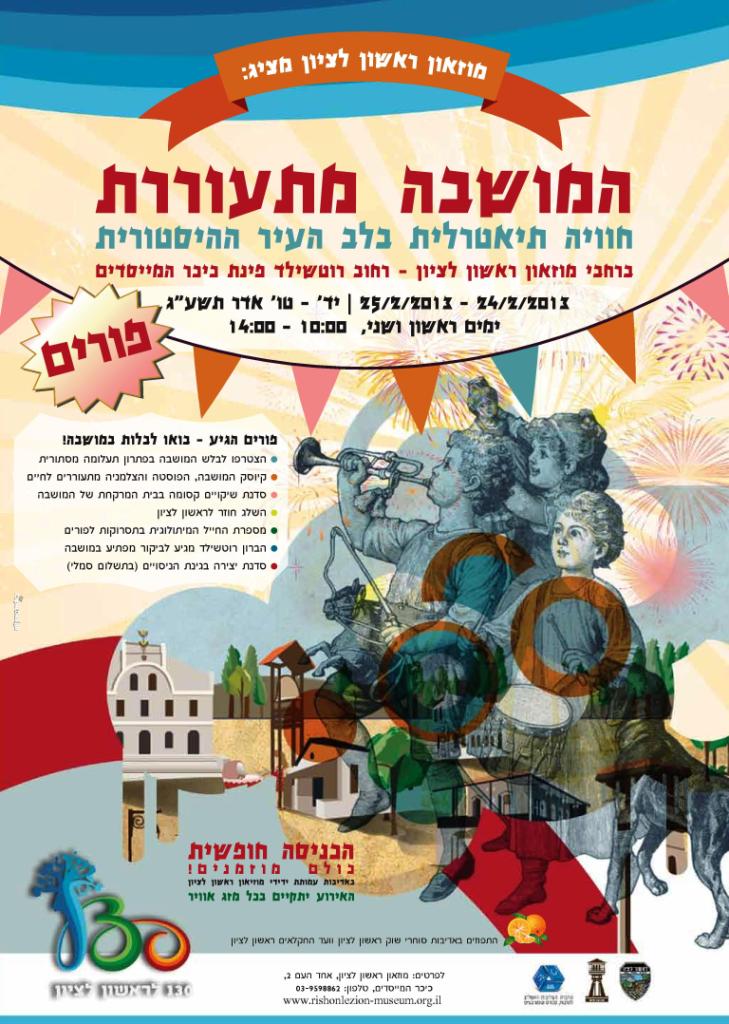 מוזאון ראשון לציון מציג:
המושבה מתעוררת
חוויה תיאטרלית בלב העיר ההיסטורית
ברחבי מוזאון ראשון לציון - רחוב רוטשילד פינת כיכר המייסדים
24/2/2013 - 25/2/2013 | יד' - טו' אדר תשע"ג
ימים ראשון ושני, 10:00 - 14:00
פורים
פורים הגיע - בואו לבלות במושבה!
הצטרפו לבלש המושבה בפתרון תעלומה מסתורית
קיוסק המושבה, הפוסטה והצלמניה מתעוררים לחיים
סדנת שיקויים קסומה בבית המרקחת של המושבה
השלג חוזר לראשון לציון
מספרת החייל המיתולוגית בתסרוקות לפורים
הברון רוטשילד מגיע לביקור מפתיע במושבה
סדנת יצירה בגינת הניסויים (בתשלום סמלי)
הכניסה חופשית
כולם מוזמנים!
באדיבות עמותת ידידי מוזיאון ראשון לציון
האירוע יתקיים בכל מזג אוויר
התפוזים באדיבות סוחרי שוק ראשון לציון וועד החקלאים ראשון לציון
130 לראשון לציון
לפרטים: מוזאון ראשון לציון, אחד העם 2,
כיכר המייסדים, טלפון: 03-9598862
www.rishonlezion-museum.org.il